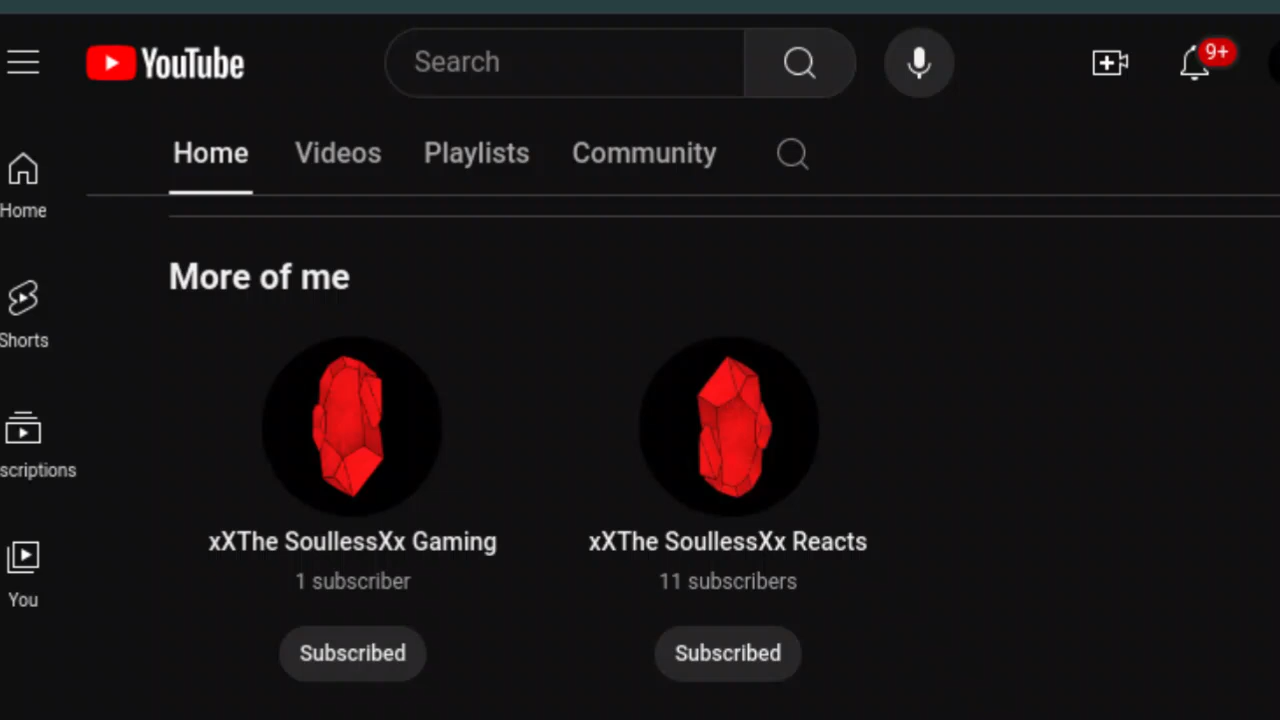 YouTube
Search
9+
Home Videos Playlists Community
Home
Shorts
scriptions
You
More of me
xXThe SoullessXx Gaming
1 subscriber
Subscribed
xXThe SoullessXx Reacts
11 subscribers
Subscribed